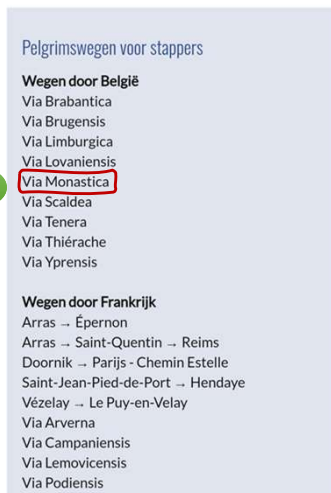 Pelgrimswegen voor stappers
Wegen door België
Via Brabantica
Via Brugensis
Via Limburgica
Via Lovaniensis
Via Monastica
Via Scaldea
Via Tenera
Via Thiérache
Via Yprensis
Wegen door Frankrijk
Arras → Épernon
Arras → Saint-Quentin → Reims
Doornik → Parijs - Chemin Estelle
Saint-Jean-Pied-de-Port → Hendaye
Vézelay → Le Puy-en-Velay
Via Arverna
Via Campaniensis
Via Lemovicensis
Via Podiensis